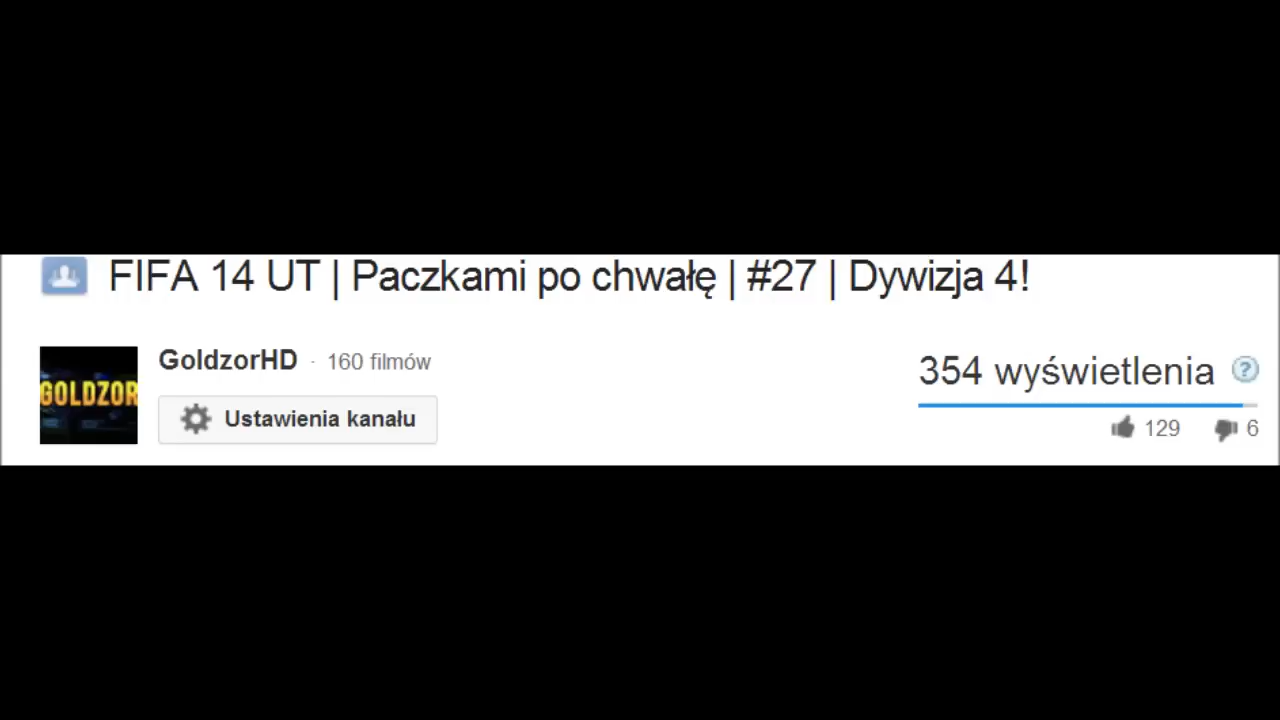 FIFA 14 UT | Paczkami po chwałę | #27 | Dywizja 4!
GOLDZOR
GoldzorHD · 160 filmów
Ustawienia kanału
354 wyświetlenia ?
129 6